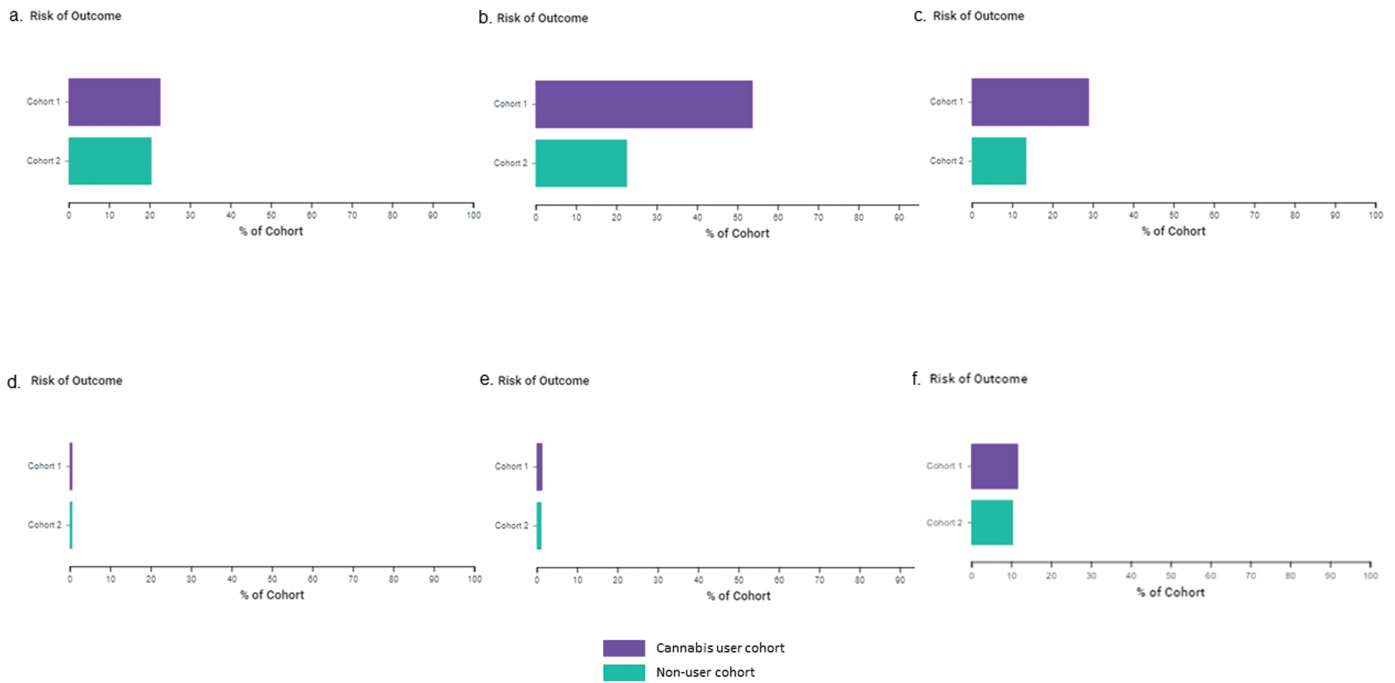 a. Risk of Outcome
Cohort 1
Cohort 2
0 10 20 30 40 50 60 70 80 90 100
% of Cohort
b. Risk of Outcome
Cohort 1
Cohort 2
0 10 20 30 40 50 60 70 80 90
% of Cohort
c. Risk of Outcome
Cohort 1
Cohort 2
0 10 20 30 40 50 60 70 80 90 100
% of Cohort
d. Risk of Outcome
Cohort 1
Cohort 2
0 10 20 30 40 50 60 70 80 90 100
% of Cohort
e. Risk of Outcome
Cohort 1
Cohort 2
0 10 20 30 40 50 60 70 80 90
% of Cohort
f. Risk of Outcome
Cohort 1
Cohort 2
0 10 20 30 40 50 60 70 80 90 100
% of Cohort
Cannabis user cohort
Non-user cohort